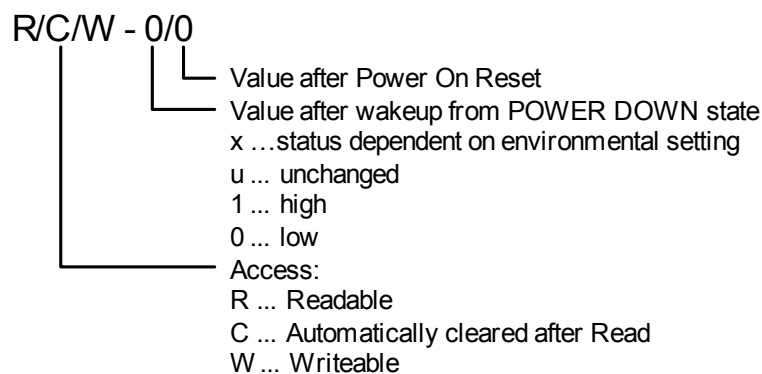 R/C/W - 0/0
Value after Power On Reset
Value after wakeup from POWER DOWN state
x ...status dependent on environmental setting
u ... unchanged
1 ... high
0 ... low
Access:
R ... Readable
C ... Automatically cleared after Read
W ... Writeable